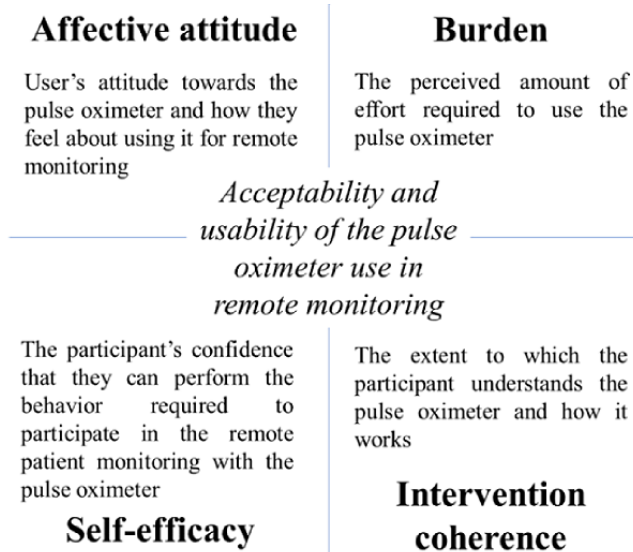 Affective attitude
User's attitude towards the
pulse oximeter and how they
feel about using it for remote
monitoring
Burden
The perceived amount of
effort required to use the
pulse oximeter
Acceptability and
usability of the pulse
oximeter use in
remote monitoring
The participant's confidence
that they can perform the
behavior required to
participate in the remote
patient monitoring with the
pulse oximeter
Self-efficacy
The extent to which the
participant understands the
pulse oximeter and how it
works
Intervention
coherence